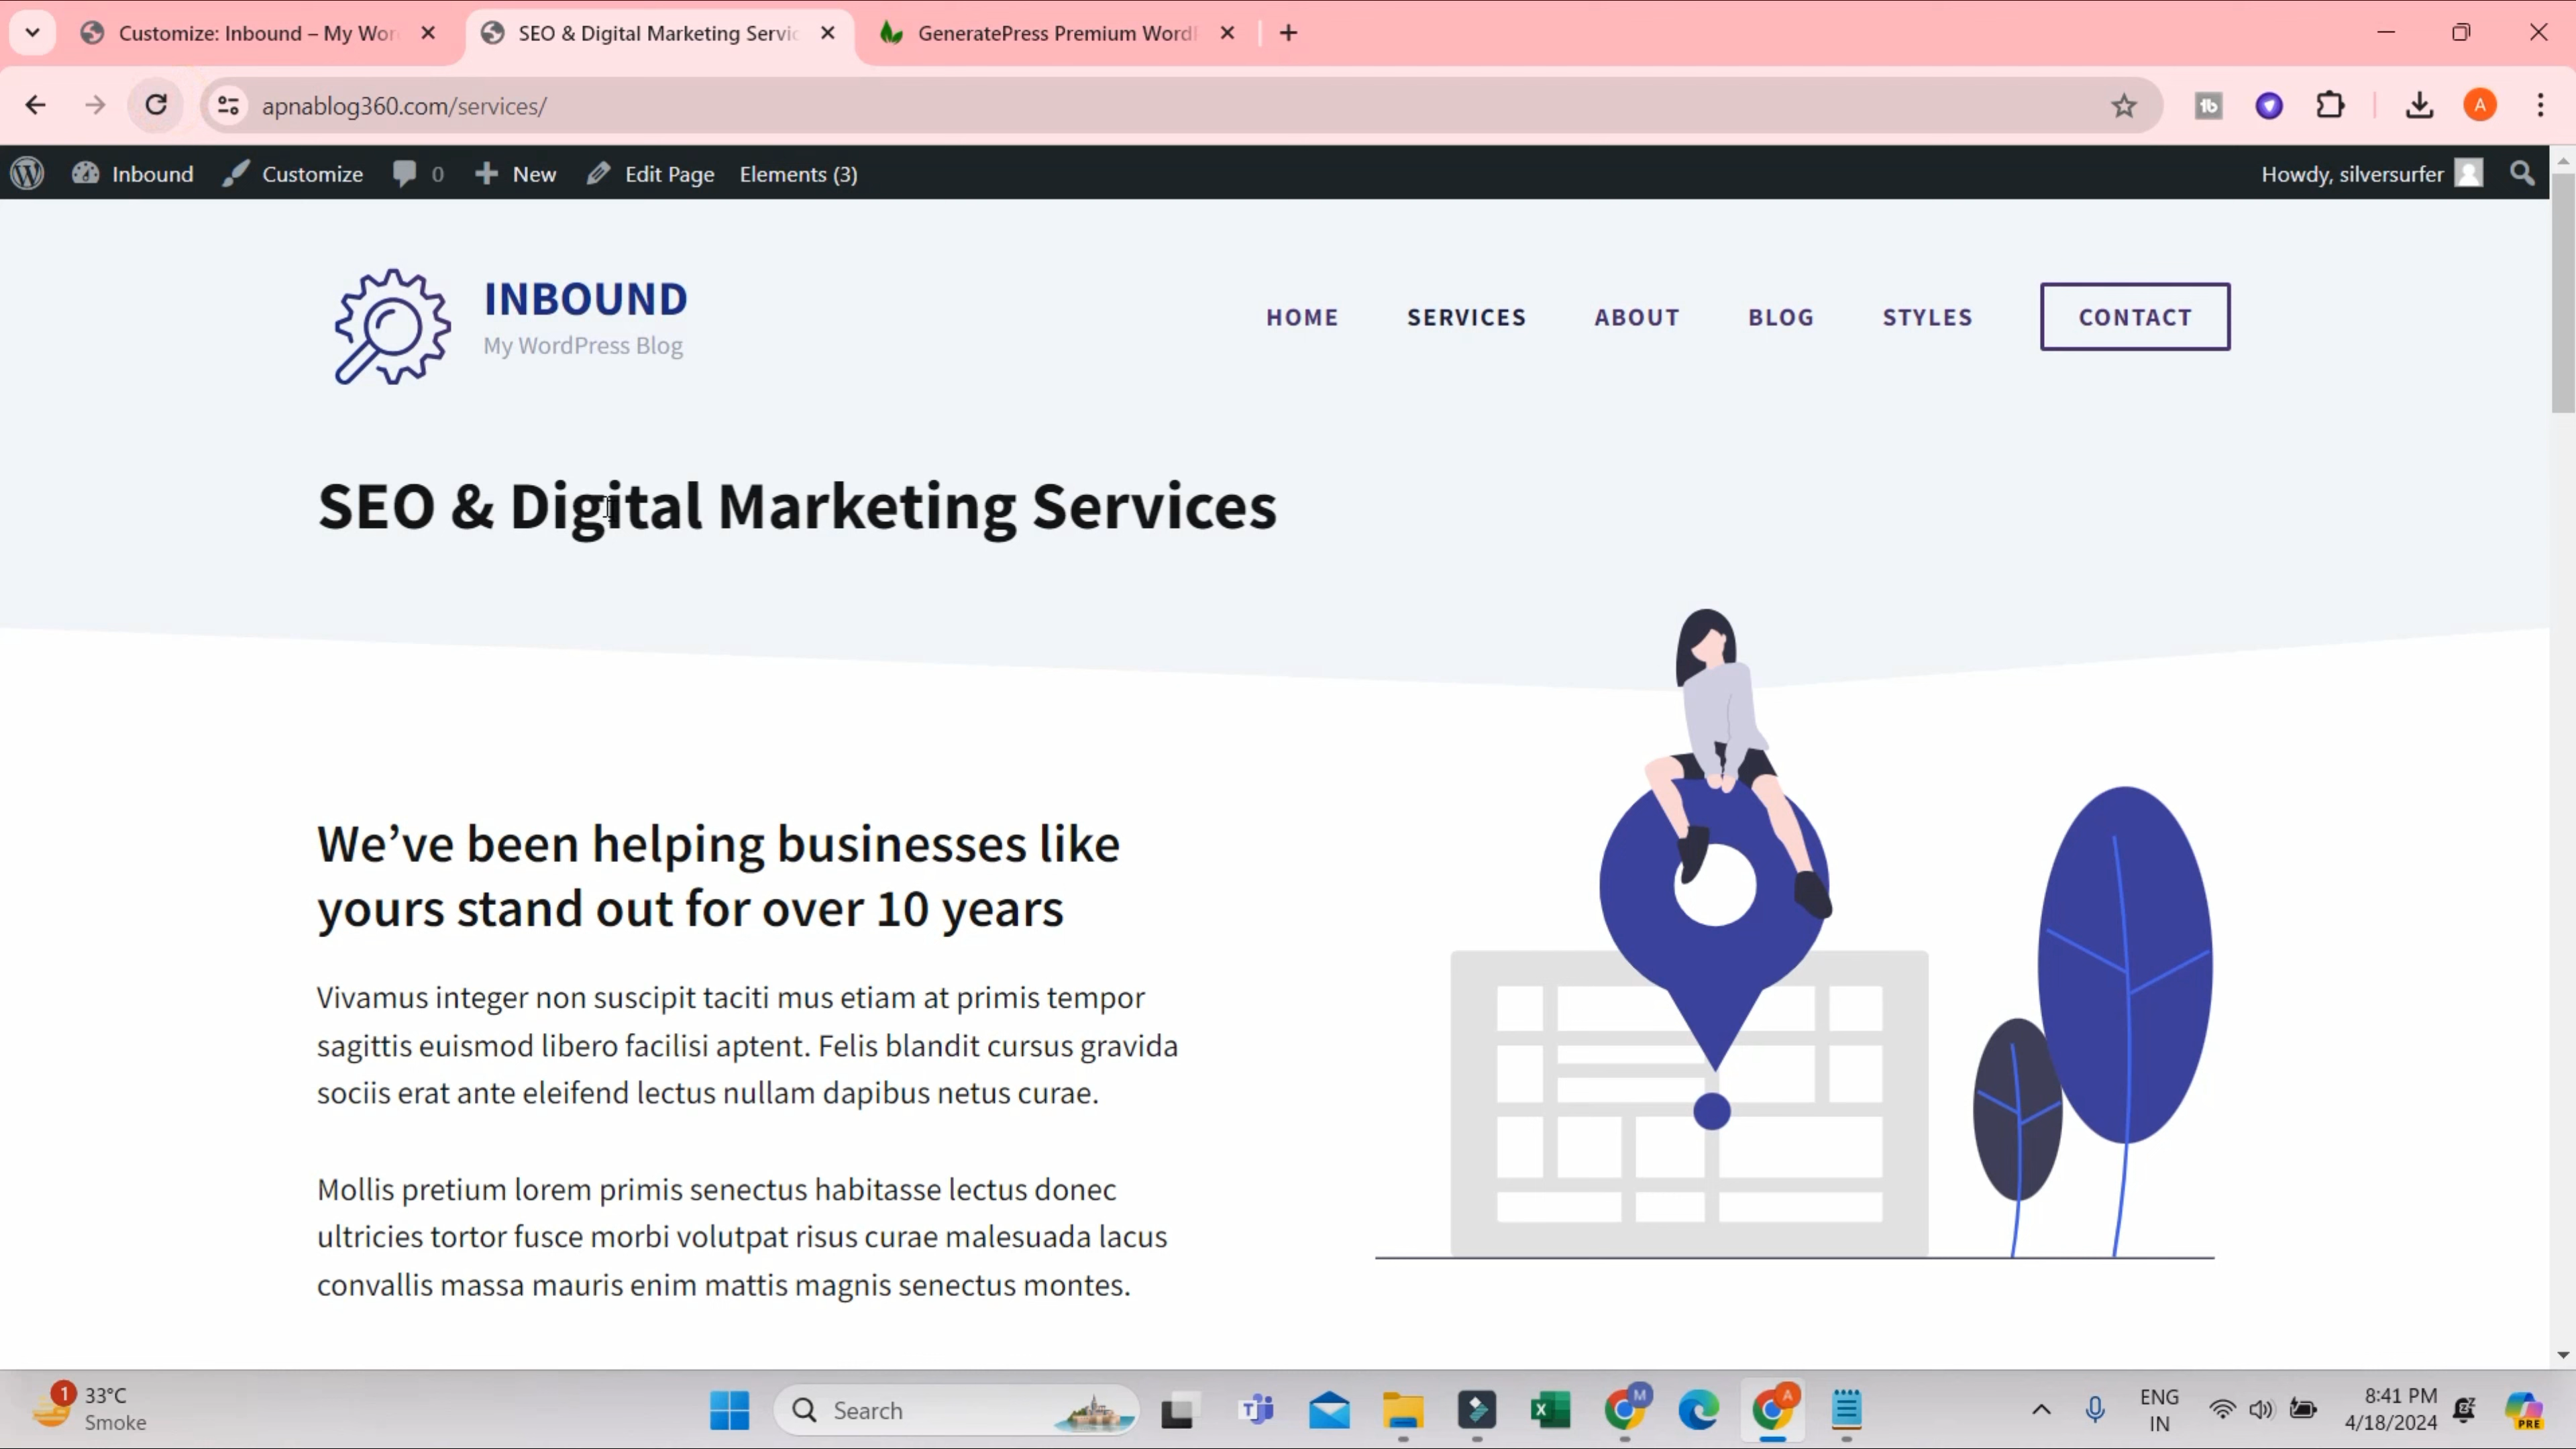 Customize: Inbound – My Wor
SEO & Digital Marketing Servic
GeneratePress Premium Word
apnablog360.com/services/
Inbound
Customize
0
New
Edit Page
Elements (3)
Howdy, silversurfer
INBOUND
My WordPress Blog
HOME
SERVICES
ABOUT
BLOG
STYLES
CONTACT
SEO & Digital Marketing Services
We’ve been helping businesses like
yours stand out for over 10 years
Vivamus integer non suscipit taciti mus etiam at primis tempor
sagittis euismod libero facilisi aptent. Felis blandit cursus gravida
sociis erat ante eleifend lectus nullam dapibus netus curae.
Mollis pretium lorem primis senectus habitasse lectus donec
ultricies tortor fusce morbi volutpat risus curae malesuada lacus
convallis massa mauris enim mattis magnis senectus montes.
1
33°C
Smoke
Search
M
A
ENG
IN
8:41 PM
4/18/2024
PRE